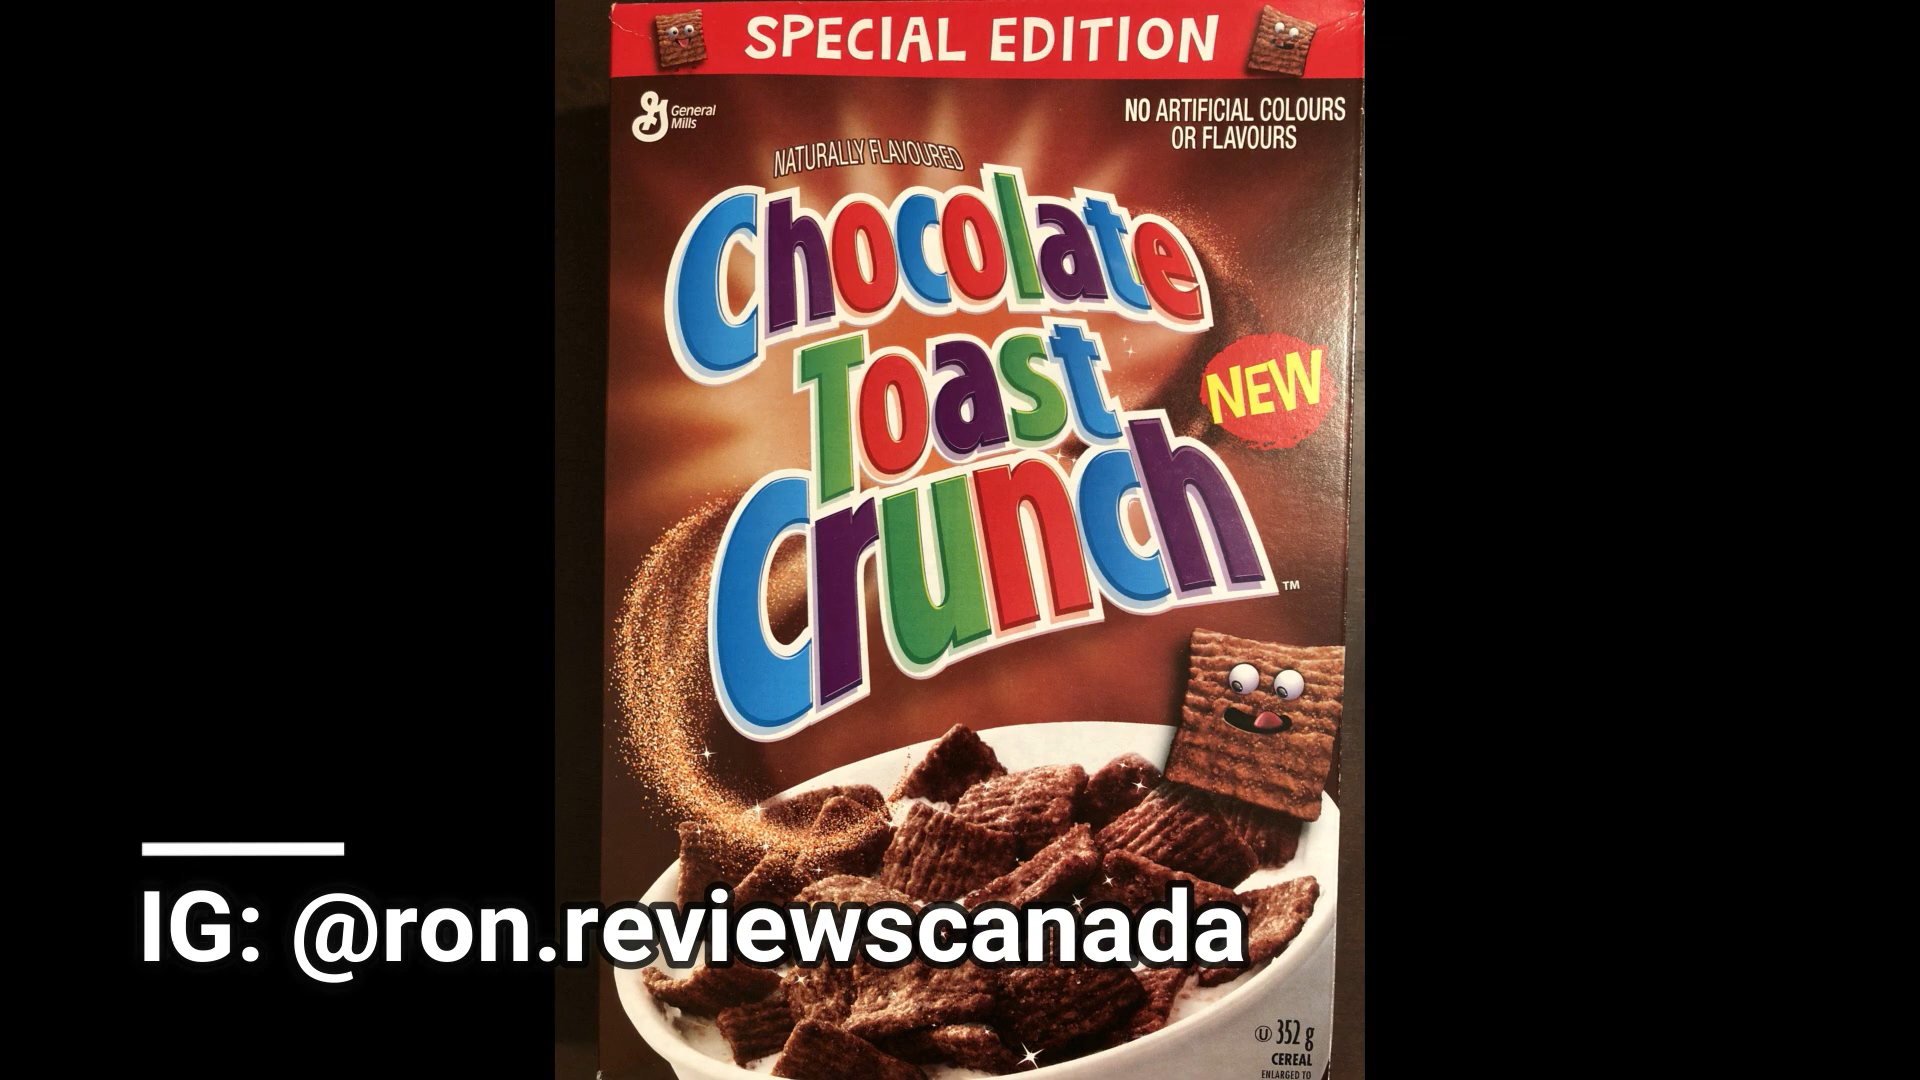 SPECIAL EDITION
General
Mills
NO ARTIFICIAL COLOURS
OR FLAVOURS
NATURALLY FLAVOURED
Chocolate
Toast
Crunch
TM
NEW
IG: @ron.reviewscanada
U 352 g
CEREAL
ENLARGED TO